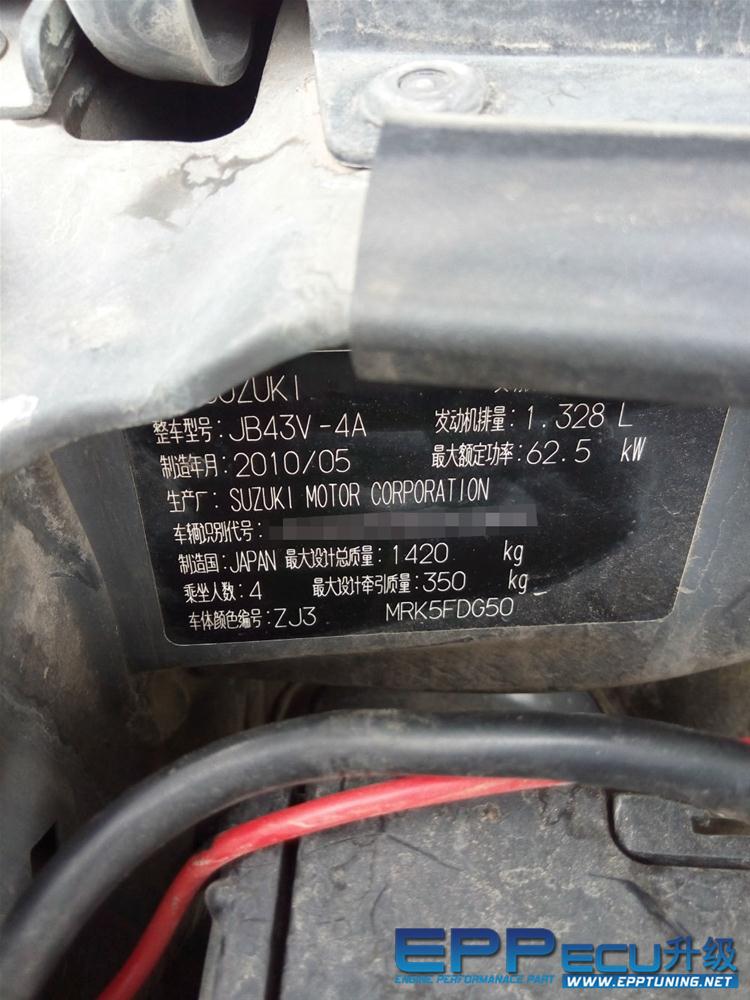 SUZUKI
整车型号: JB43V-4A 发动机排量: 1.328 L
制造年月: 2010/05 最大额定功率: 62.5 kW
生产厂: SUZUKI MOTOR CORPORATION
车辆识别代号:
制造国: JAPAN 最大设计总质量: 1420 kg
乘坐人数: 4 最大设计牵引质量: 350 kg
车体颜色编号: ZJ3 MRK5FDG50
EPPECU升级
ENGINE PERFORMANACE PART WWW.EPPTUNING.NET